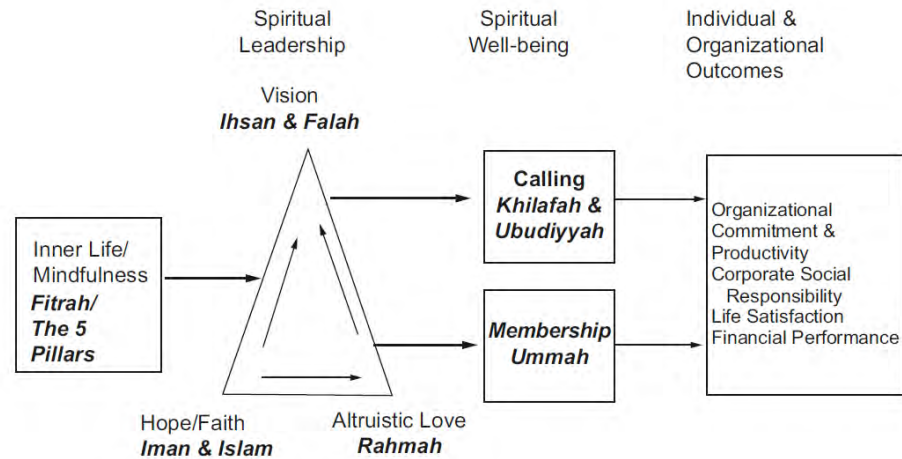 Spiritual
Leadership
Spiritual
Well-being
Individual &
Organizational
Outcomes
Vision
Ihsan & Falah
Inner Life/
Mindfulness
Fitrah/
The 5
Pillars
Hope/Faith
Iman & Islam
Altruistic Love
Rahmah
Calling
Khilafah &
Ubudiyyah
Membership
Ummah
Organizational
Commitment &
Productivity
Corporate Social
Responsibility
Life Satisfaction
Financial Performance